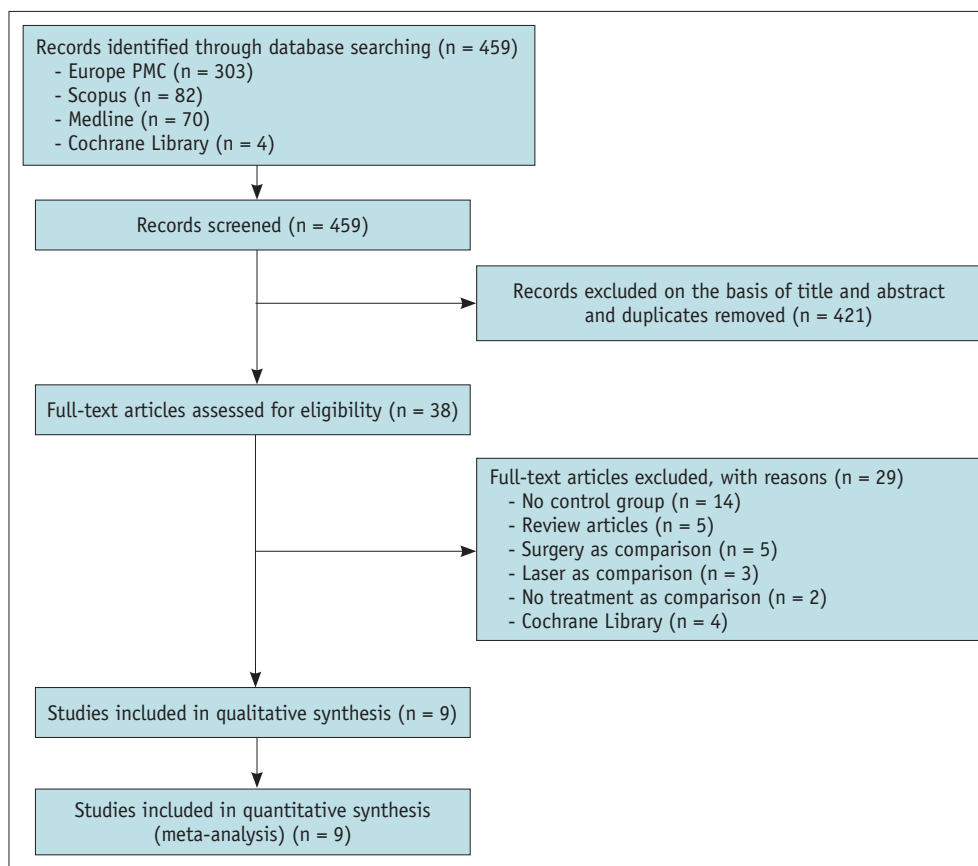 Records identified through database searching (n = 459)
- Europe PMC (n = 303)
- Scopus (n = 82)
- Medline (n = 70)
- Cochrane Library (n = 4)
Records screened (n = 459)
Records excluded on the basis of title and abstract
and duplicates removed (n = 421)
Full-text articles assessed for eligibility (n = 38)
Full-text articles excluded, with reasons (n = 29)
- No control group (n = 14)
- Review articles (n = 5)
- Surgery as comparison (n = 5)
- Laser as comparison (n = 3)
- No treatment as comparison (n = 2)
- Cochrane Library (n = 4)
Studies included in qualitative synthesis (n = 9)
Studies included in quantitative synthesis
(meta-analysis) (n = 9)